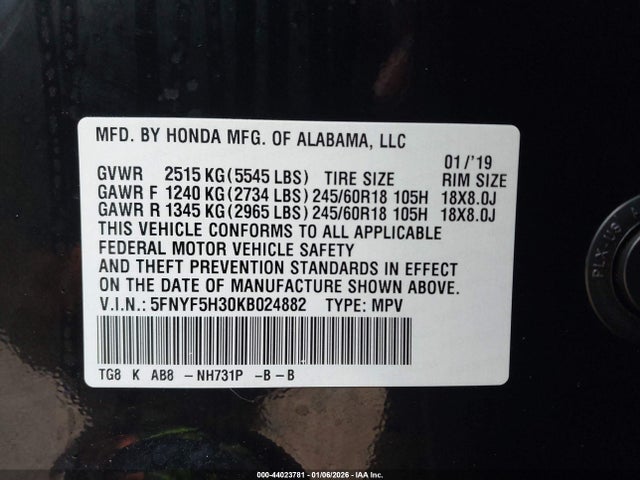 MFD. BY HONDA MFG. OF ALABAMA, LLC
01/'19
GVWR 2515 KG (5545 LBS) TIRE SIZE RIM SIZE
GAWR F 1240 KG (2734 LBS) 245/60R18 105H 18X8.0J
GAWR R 1345 KG (2965 LBS) 245/60R18 105H 18X8.0J
THIS VEHICLE CONFORMS TO ALL APPLICABLE
FEDERAL MOTOR VEHICLE SAFETY
AND THEFT PREVENTION STANDARDS IN EFFECT
ON THE DATE OF MANUFACTURE SHOWN ABOVE.
V.I.N.: 5FNYF5H30KB024882 TYPE: MPV
TG8 K AB8 - NH731P -B - B
PLX-US
000-44023781 - 01/06/2026 - IAA Inc.